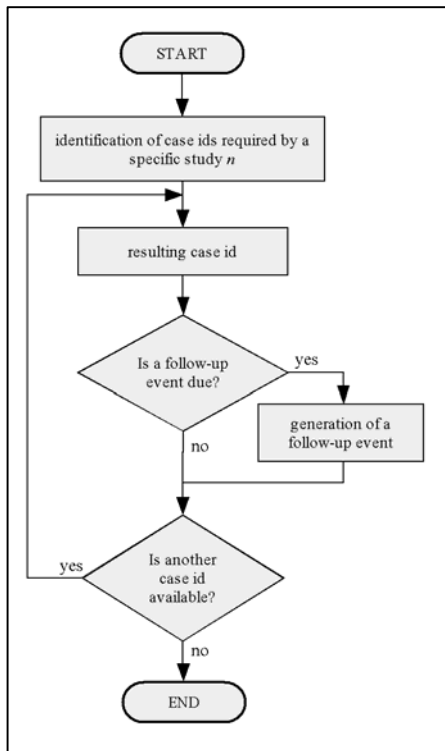 START
identification of case ids required by a
specific study n
resulting case id
Is a follow-up
event due?
yes
generation of a
follow-up event
no
Is another
case id
available?
yes
no
END